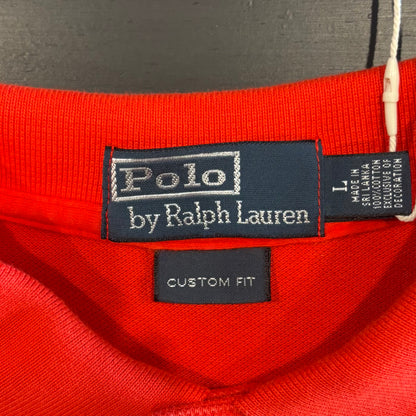 Polo
by Ralph Lauren
L
MADE IN
SRI LANKA
100% COTTON
EXCLUSIVE OF
DECORATION
CUSTOM FIT